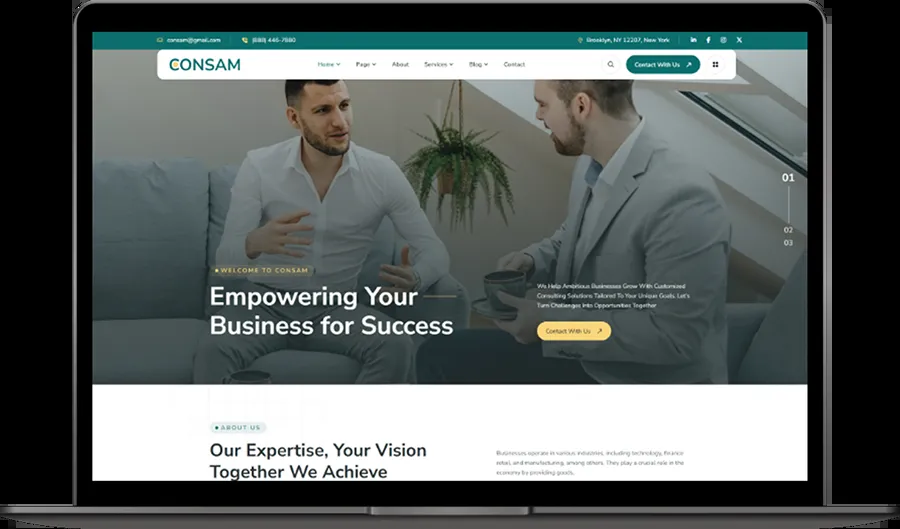 consam@gmail.com
(888) 446-7880
Brooklyn, NY 12207, New York
CONSAM
Home
Page
About
Services
Blog
Contact
Contact With Us
01
02
03
WELCOME TO CONSAM
Empowering Your
Business for Success
We Help Ambitious Businesses Grow With Customized
Consulting Solutions Tailored To Your Unique Goals. Let's
Turn Challenges Into Opportunities Together
Contact With Us
ABOUT US
Our Expertise, Your Vision
Together We Achieve
Businesses operate in various industries, including technology, finance
retail, and manufacturing, among others. They play a crucial role in the
economy by providing goods.